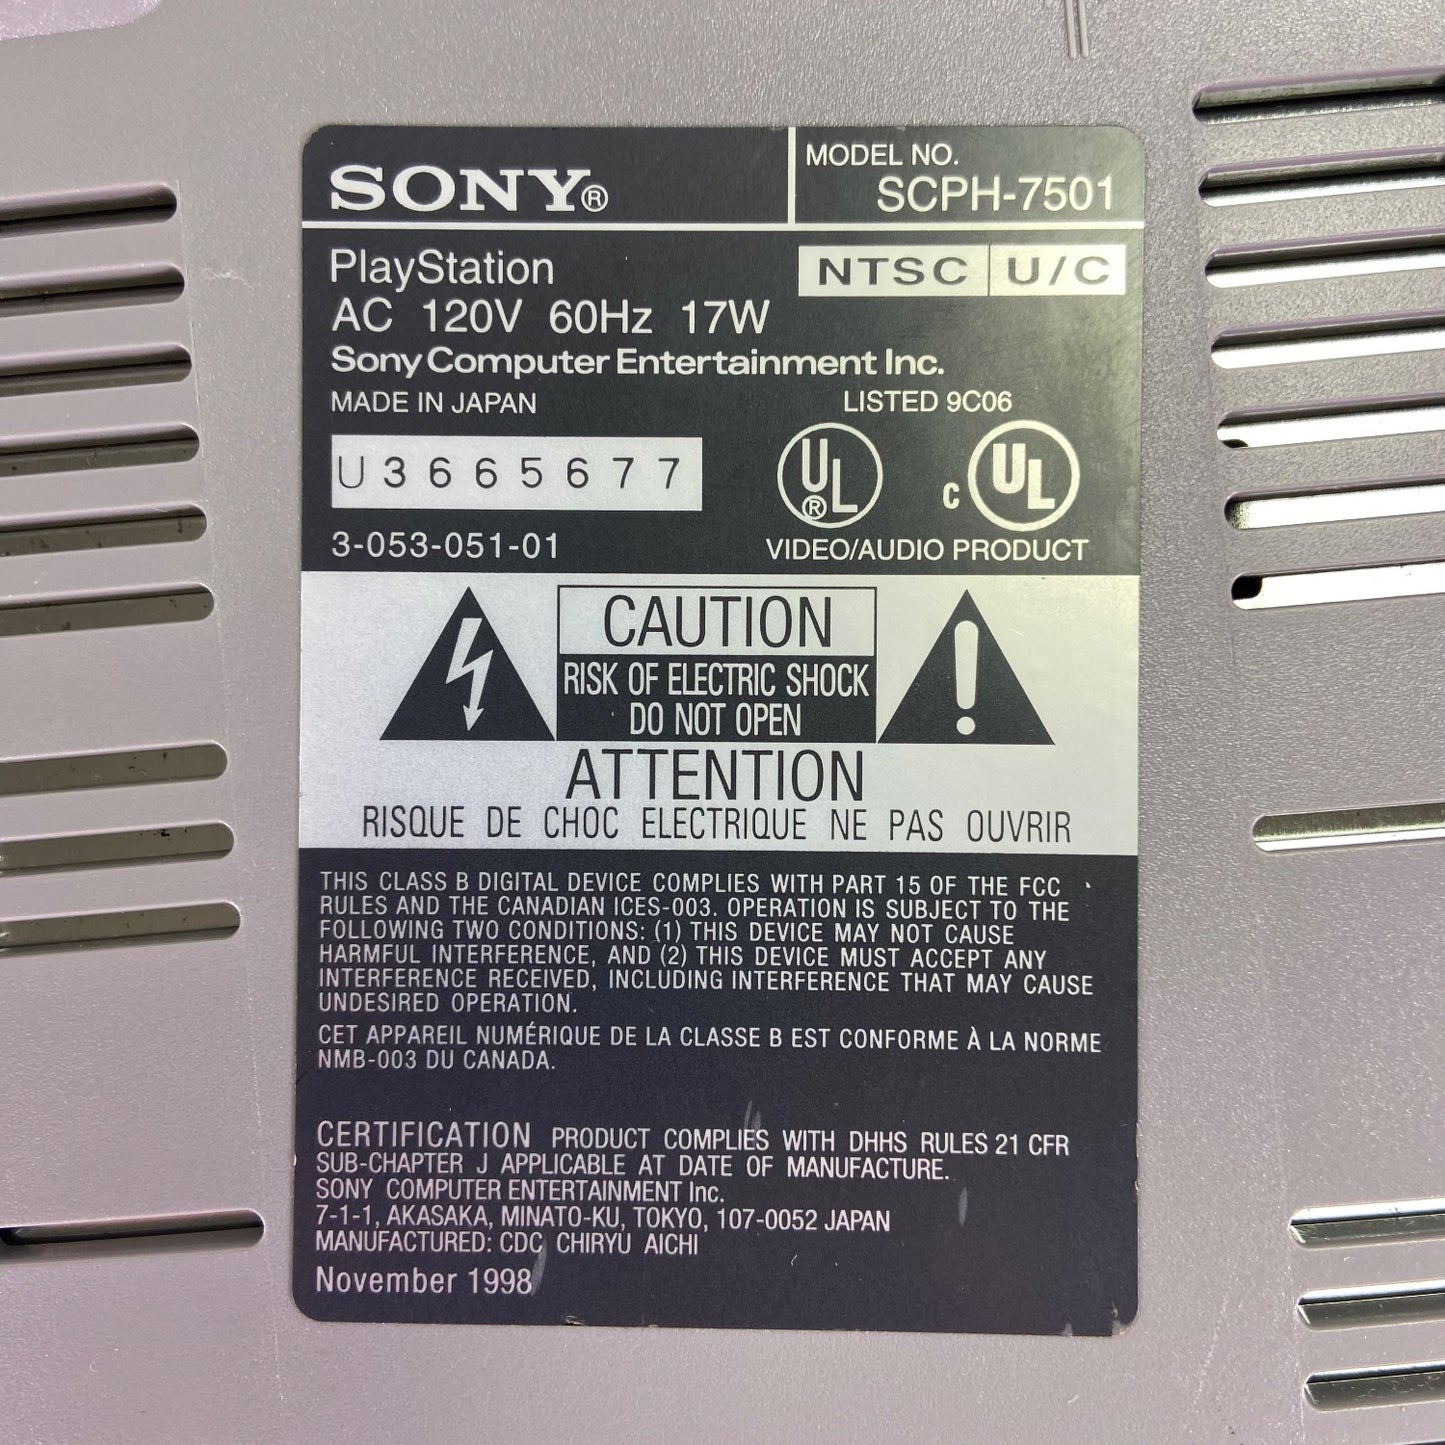 SONY®
MODEL NO.
SCPH-7501
PlayStation
NTSC U/C
AC 120V 60Hz 17W
Sony Computer Entertainment Inc.
MADE IN JAPAN
LISTED 9C06
U3665677
UL® C UL
3-053-051-01
VIDEO/AUDIO PRODUCT
CAUTION
RISK OF ELECTRIC SHOCK
DO NOT OPEN
ATTENTION
RISQUE DE CHOC ELECTRIQUE NE PAS OUVRIR
THIS CLASS B DIGITAL DEVICE COMPLIES WITH PART 15 OF THE FCC
RULES AND THE CANADIAN ICES-003. OPERATION IS SUBJECT TO THE
FOLLOWING TWO CONDITIONS: (1) THIS DEVICE MAY NOT CAUSE
HARMFUL INTERFERENCE, AND (2) THIS DEVICE MUST ACCEPT ANY
INTERFERENCE RECEIVED, INCLUDING INTERFERENCE THAT MAY CAUSE
UNDESIRED OPERATION.
CET APPAREIL NUMÉRIQUE DE LA CLASSE B EST CONFORME À LA NORME
NMB-003 DU CANADA.
CERTIFICATION PRODUCT COMPLIES WITH DHHS RULES 21 CFR
SUB-CHAPTER J APPLICABLE AT DATE OF MANUFACTURE.
SONY COMPUTER ENTERTAINMENT Inc.
7-1-1, AKASAKA, MINATO-KU, TOKYO, 107-0052 JAPAN
MANUFACTURED: CDC CHIRYU AICHI
November 1998